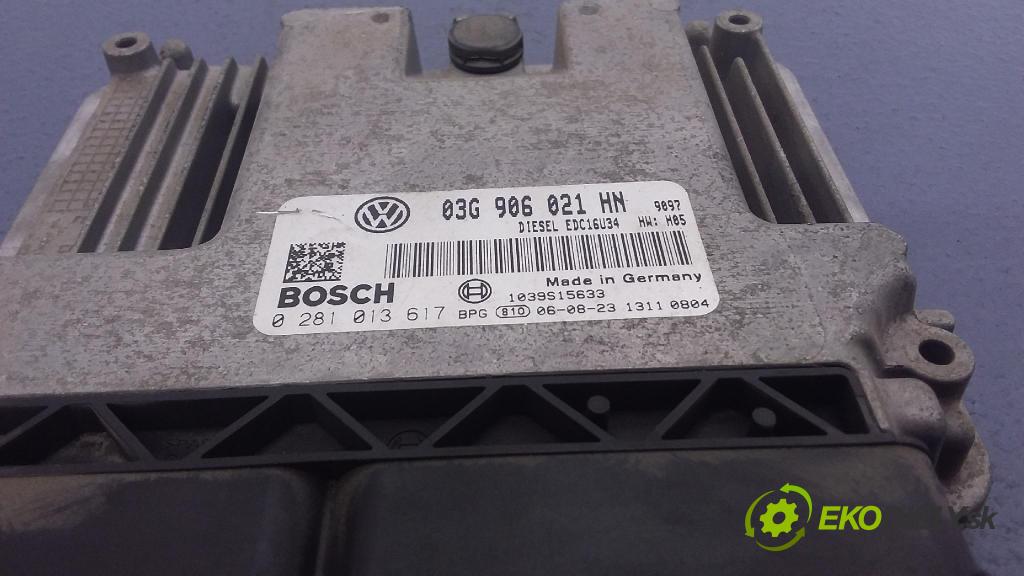 03G 906 021 HN 9097
DIESEL EDC16U34 HW: H05
Made in Germany
BOSCH 1039S15633
0 281 013 617 BPG 810 06-08-23 1311 0804
EKO